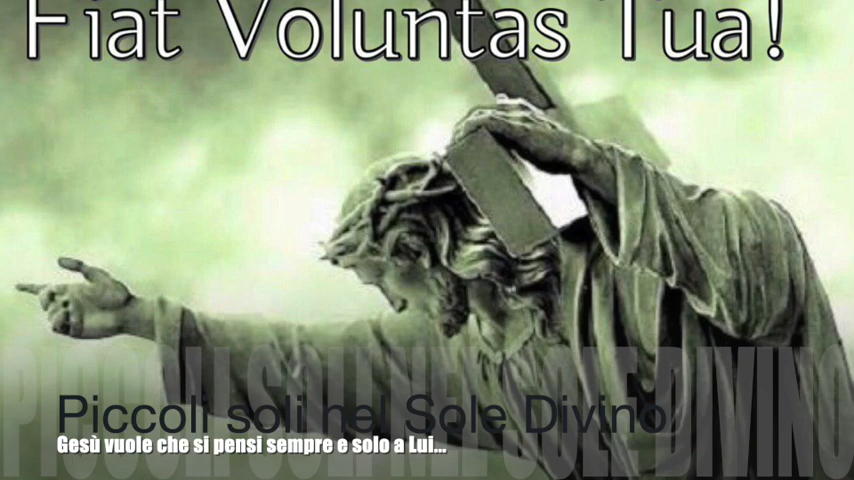 Fiat Voluntas Tua!
PICCOLI SOLI NEL SOLE DIVINO
Piccoli soli nel Sole Divino
Gesù vuole che si pensi sempre e solo a Lui...